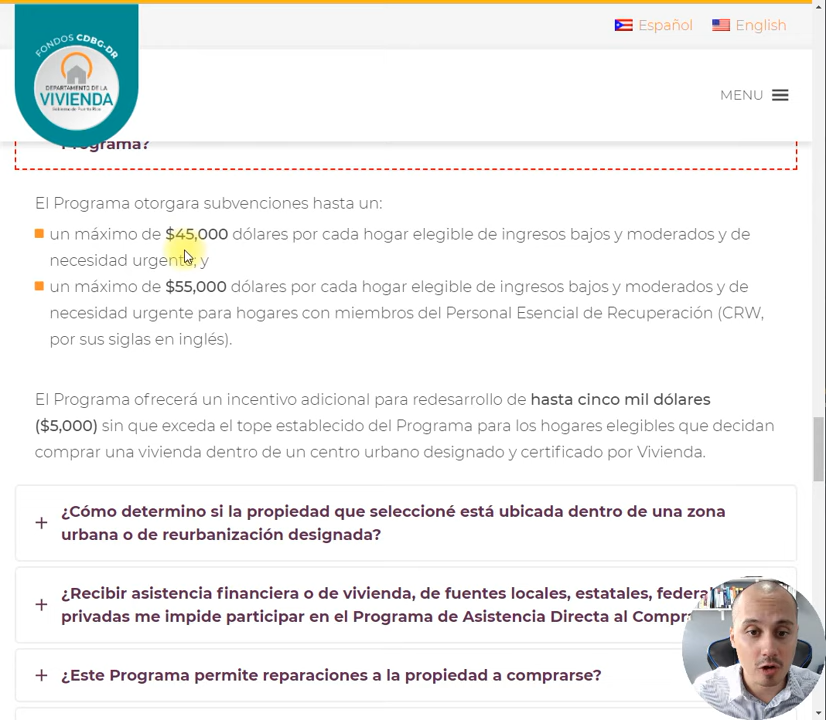 Español
English
FONDOS CDBG-DR
DEPARTAMENTO DE LA
VIVIENDA
MENU
Programa?
El Programa otorgara subvenciones hasta un:
un máximo de $45,000 dólares por cada hogar elegible de ingresos bajos y moderados y de
necesidad urgente; y
un máximo de $55,000 dólares por cada hogar elegible de ingresos bajos y moderados y de
necesidad urgente para hogares con miembros del Personal Esencial de Recuperación (CRW,
por sus siglas en inglés).
El Programa ofrecerá un incentivo adicional para redesarrollo de hasta cinco mil dólares
($5,000) sin que exceda el tope establecido del Programa para los hogares elegibles que decidan
comprar una vivienda dentro de un centro urbano designado y certificado por Vivienda.
+ ¿Cómo determino si la propiedad que seleccioné está ubicada dentro de una zona
urbana o de reurbanización designada?
+ ¿Recibir asistencia financiera o de vivienda, de fuentes locales, estatales, federal
privadas me impide participar en el Programa de Asistencia Directa al Compr
+ ¿Este Programa permite reparaciones a la propiedad a comprarse?